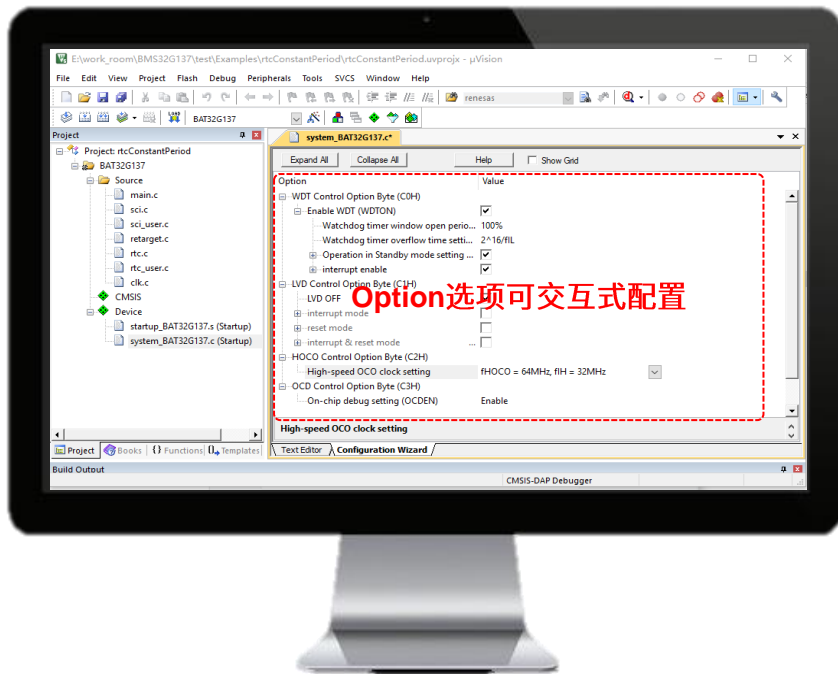 E:\work_room\BMS32G137\test\Examples\rtcConstantPeriod\rtcConstantPeriod.uvprojx - µVision
File Edit View Project Flash Debug Peripherals Tools SVCS Window Help
renesas
BAT32G137
Project
system_BAT32G137.c*
Project: rtcConstantPeriod
BAT32G137
Source
main.c
sci.c
sci_user.c
retarget.c
rtc.c
rtc_user.c
clk.c
CMSIS
Device
startup_BAT32G137.s (Startup)
system_BAT32G137.c (Startup)
Expand All Collapse All Help Show Grid
Option Value
WDT Control Option Byte (C0H)
Enable WDT (WDTON)
Watchdog timer window open perio... 100%
Watchdog timer overflow time setti... 2^16/fIL
Operation in Standby mode setting ...
interrupt enable
LVD Control Option Byte (C1H)
LVD OFF
Option选项可交互式配置
interrupt mode
reset mode
interrupt & reset mode ...
HOCO Control Option Byte (C2H)
High-speed OCO clock setting fHOCO = 64MHz, fIH = 32MHz
OCD Control Option Byte (C3H)
On-chip debug setting (OCDEN) Enable
High-speed OCO clock setting
Project Books {} Functions Templates
Text Editor Configuration Wizard
Build Output
CMSIS-DAP Debugger